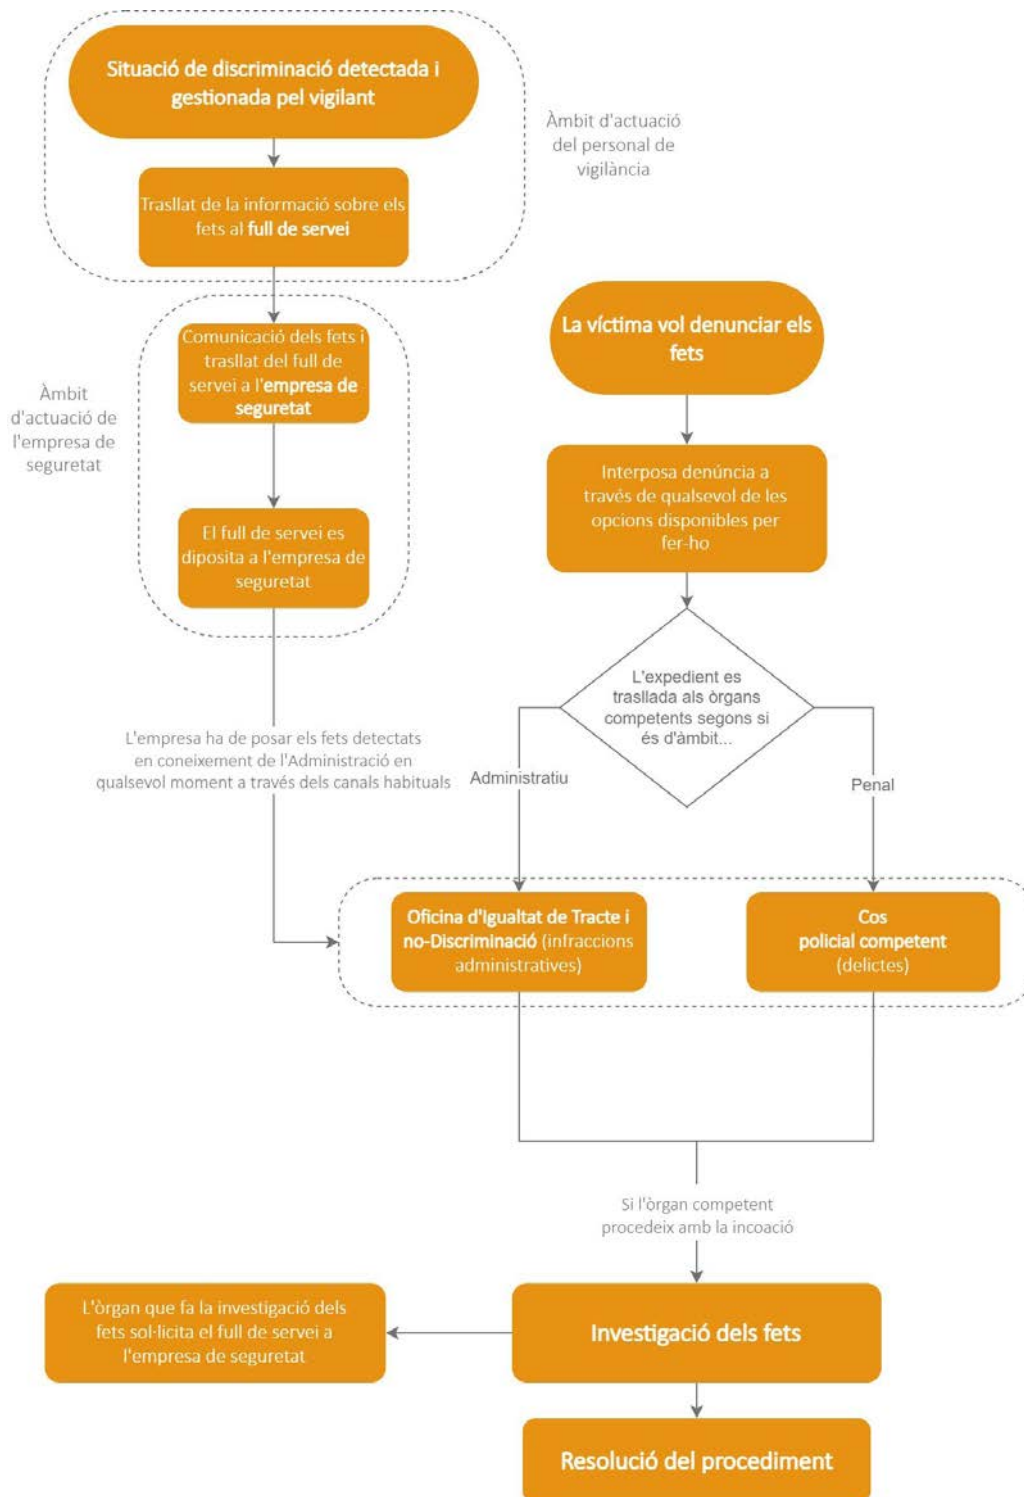 Situació de discriminació detectada i
gestionada pel vigilant
Àmbit d'actuació
del personal de
vigilància
Trasllat de la informació sobre els
fets al full de servei
Comunicació dels fets i
trasllat del full de
servei a l'empresa de
seguretat
Àmbit
d'actuació de
l'empresa de
seguretat
El full de servei es
diposita a l'empresa de
seguretat
La víctima vol denunciar els
fets
Interposa denúncia a
través de qualsevol de les
opcions disponibles per
fer-ho
L'expedient es
trasllada als òrgans
competents segons si
és d'àmbit...
L'empresa ha de posar els fets detectats
en coneixement de l'Administració en
qualsevol moment a través dels canals habituals
Administratiu
Penal
Oficina d'Igualtat de Tracte i
no-Discriminació (infraccions
administratives)
Cos
policial competent
(delictes)
Si l'òrgan competent
procedeix amb la incoació
Investigació dels fets
L'òrgan que fa la investigació dels
fets sol·licita el full de servei a
l'empresa de seguretat
Resolució del procediment